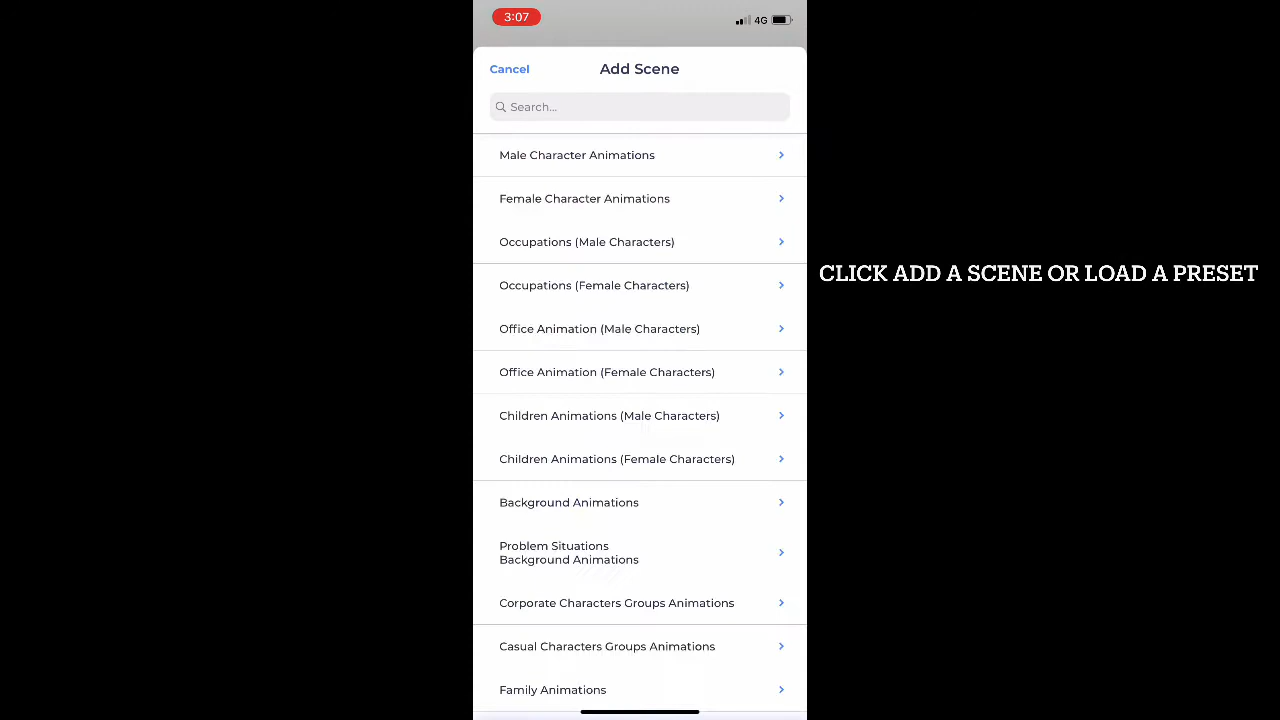 3:07
4G
Cancel
Add Scene
Search...
Male Character Animations
Female Character Animations
Occupations (Male Characters)
Occupations (Female Characters)
Office Animation (Male Characters)
Office Animation (Female Characters)
Children Animations (Male Characters)
Children Animations (Female Characters)
Background Animations
Problem Situations
Background Animations
Corporate Characters Groups Animations
Casual Characters Groups Animations
Family Animations
CLICK ADD A SCENE OR LOAD A PRESET